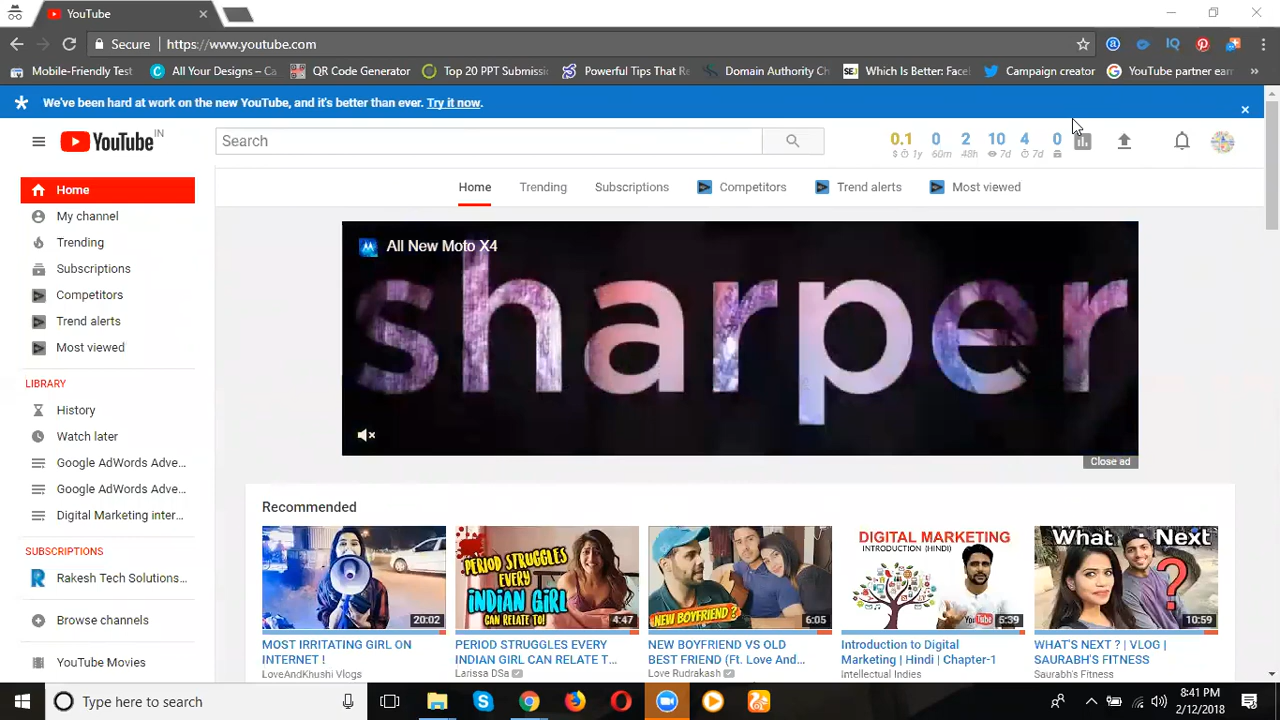 YouTube
Secure https://www.youtube.com
Mobile-Friendly Test All Your Designs – Ca QR Code Generator Top 20 PPT Submissi Powerful Tips That Re Domain Authority Ch Which Is Better: Face Campaign creator YouTube partner earn »
We've been hard at work on the new YouTube, and it's better than ever. Try it now.
YouTube IN
Search
0.1 0 2 10 4 0
$ 1y 60m 48h 7d 7d
Home Trending Subscriptions Competitors Trend alerts Most viewed
Home
My channel
Trending
Subscriptions
Competitors
Trend alerts
Most viewed
LIBRARY
History
Watch later
Google AdWords Adve...
Google AdWords Adve...
Digital Marketing inter...
SUBSCRIPTIONS
Rakesh Tech Solutions...
Browse channels
YouTube Movies
All New Moto X4
sharper
Close ad
Recommended
20:02
PERIOD STRUGGLES
EVERY
INDIAN GIRL
CAN RELATE TO!
4:47
NEW BOYFRIEND ?
6:05
DIGITAL MARKETING
INTRODUCTION (HINDI)
YouTube
5:39
What Next
?
10:59
MOST IRRITATING GIRL ON
INTERNET !
LoveAndKhushi Vlogs
PERIOD STRUGGLES EVERY
INDIAN GIRL CAN RELATE T...
Larissa DSa
NEW BOYFRIEND VS OLD
BEST FRIEND (Ft. Love And...
Love Rudrakash
Introduction to Digital
Marketing | Hindi | Chapter-1
Intellectual Indies
WHAT'S NEXT ? | VLOG |
SAURABH'S FITNESS
Saurabh's Fitness
Type here to search
8:41 PM
2/12/2018